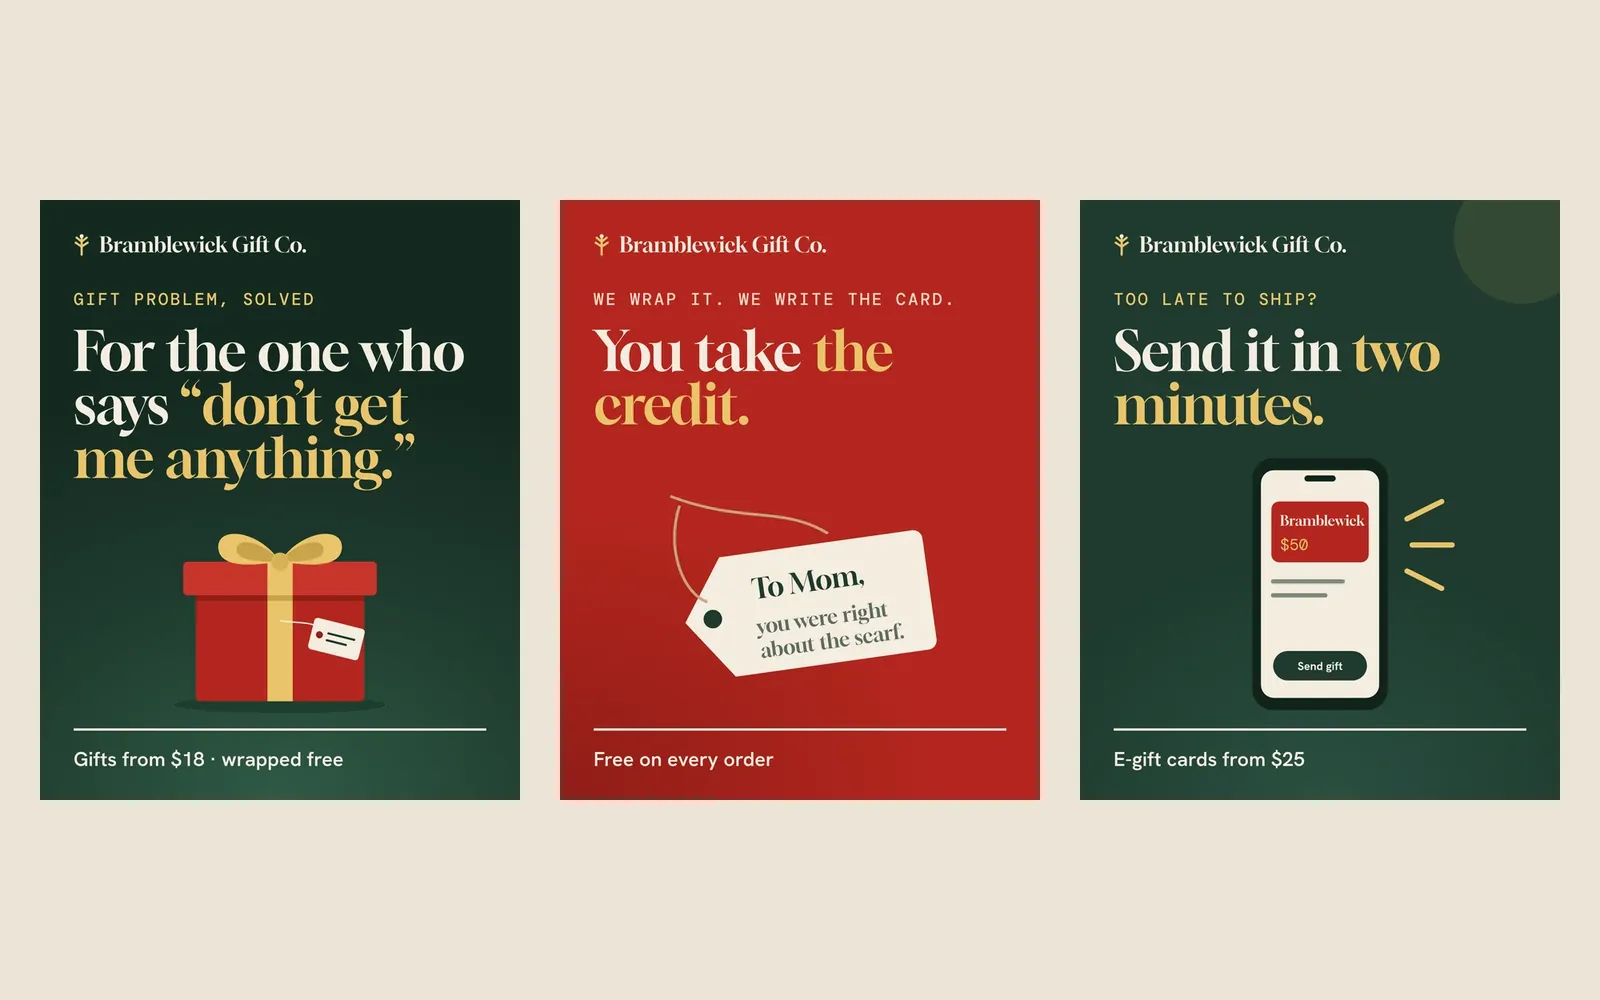 Bramblewick Gift Co.
GIFT PROBLEM, SOLVED
For the one who
says “don’t get
me anything.”
Gifts from $18 · wrapped free
Bramblewick Gift Co.
WE WRAP IT. WE WRITE THE CARD.
You take the
credit.
To Mom,
you were right
about the scarf.
Free on every order
Bramblewick Gift Co.
TOO LATE TO SHIP?
Send it in two
minutes.
Bramblewick
$50
Send gift
E-gift cards from $25